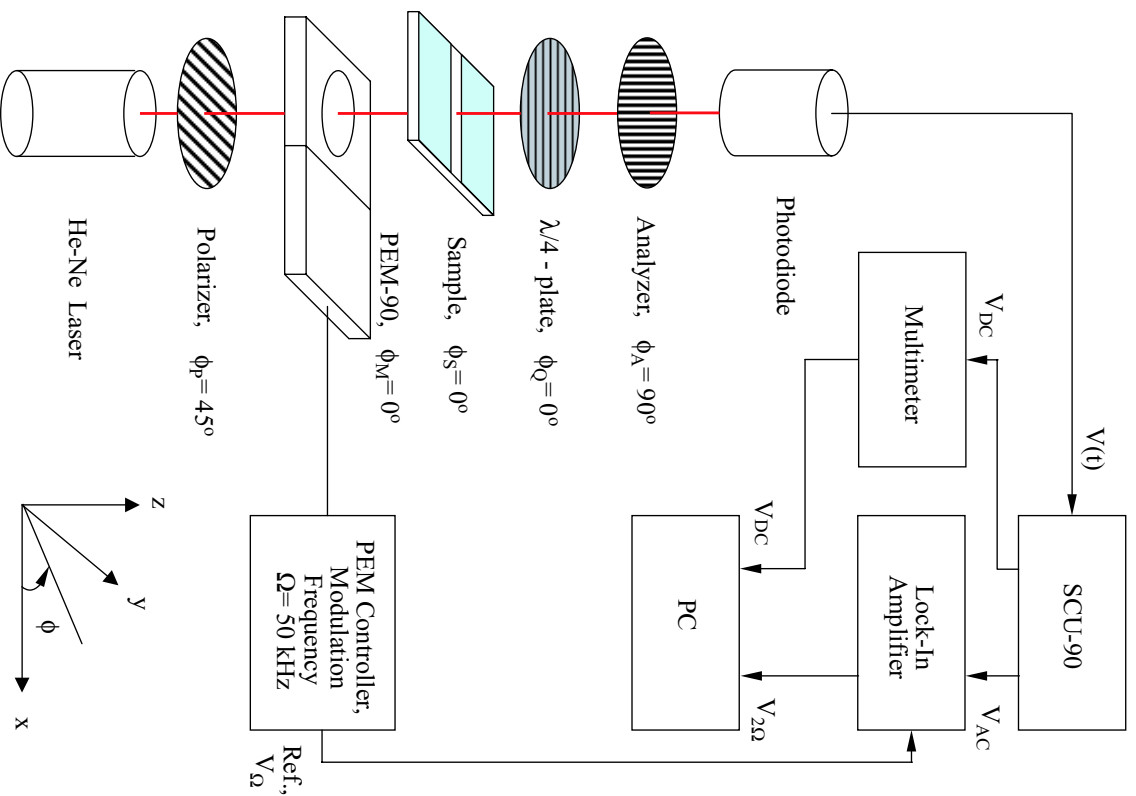 He-Ne Laser
Polarizer, ϕP= 45º
PEM-90, ϕM= 0º
Sample, ϕS= 0º
λ/4 - plate, ϕQ= 0º
Analyzer, ϕA= 90º
Photodiode
V(t)
SCU-90
VDC
VAC
Multimeter
Lock-In
Amplifier
VDC
V2Ω
PC
PEM Controller,
Modulation
Frequency
Ω= 50 kHz
Ref.,
VΩ
z
y
ϕ
x